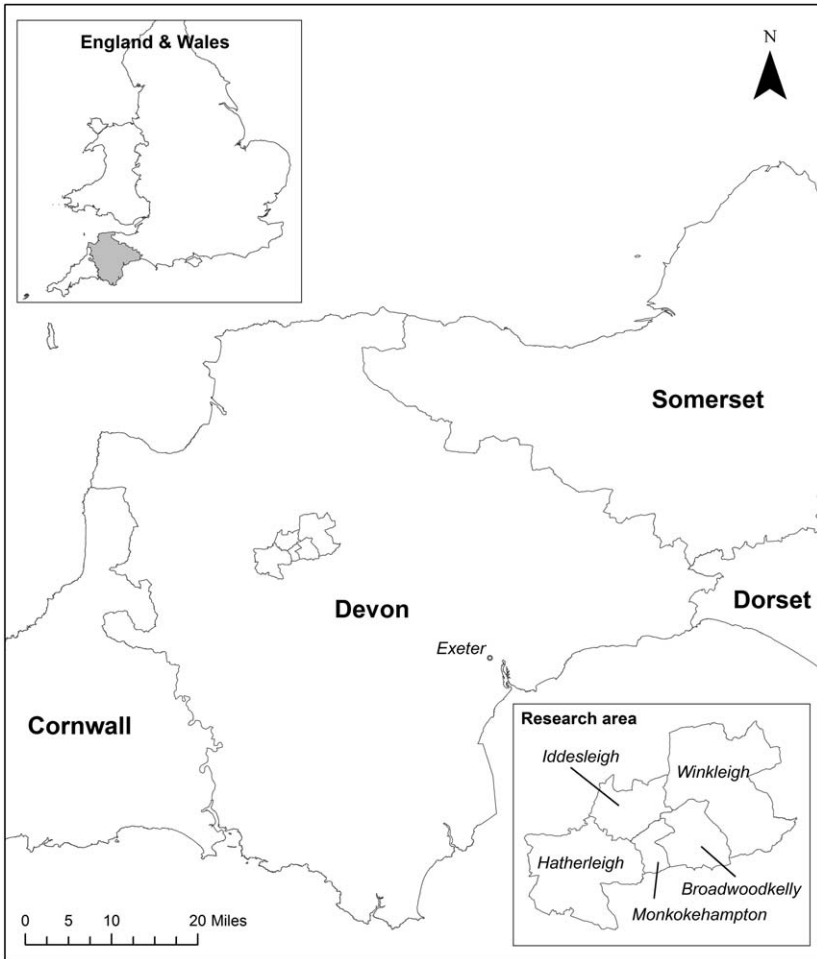 England & Wales
N
Somerset
Devon
Dorset
Exeter
Cornwall
Research area
Iddesleigh
Winkleigh
Hatherleigh
Broadwoodkelly
Monkokehampton
0 5 10 20 Miles